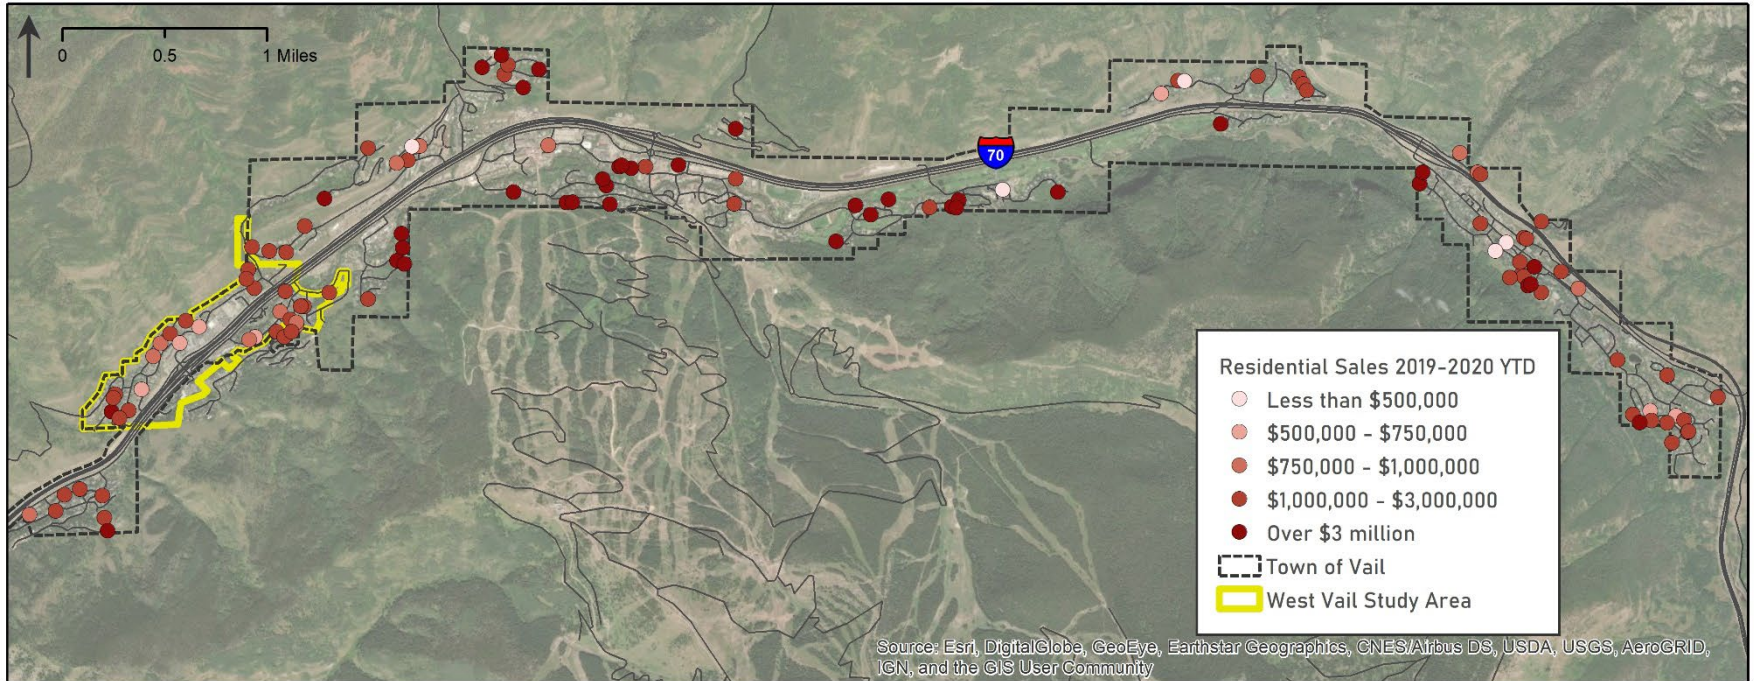 0 0.5 1 Miles
70
Residential Sales 2019-2020 YTD
Less than $500,000
$500,000 - $750,000
$750,000 - $1,000,000
$1,000,000 - $3,000,000
Over $3 million
Town of Vail
West Vail Study Area
Source: Esri, DigitalGlobe, GeoEye, Earthstar Geographics, CNES/Airbus DS, USDA, USGS, AeroGRID,
IGN, and the GIS User Community